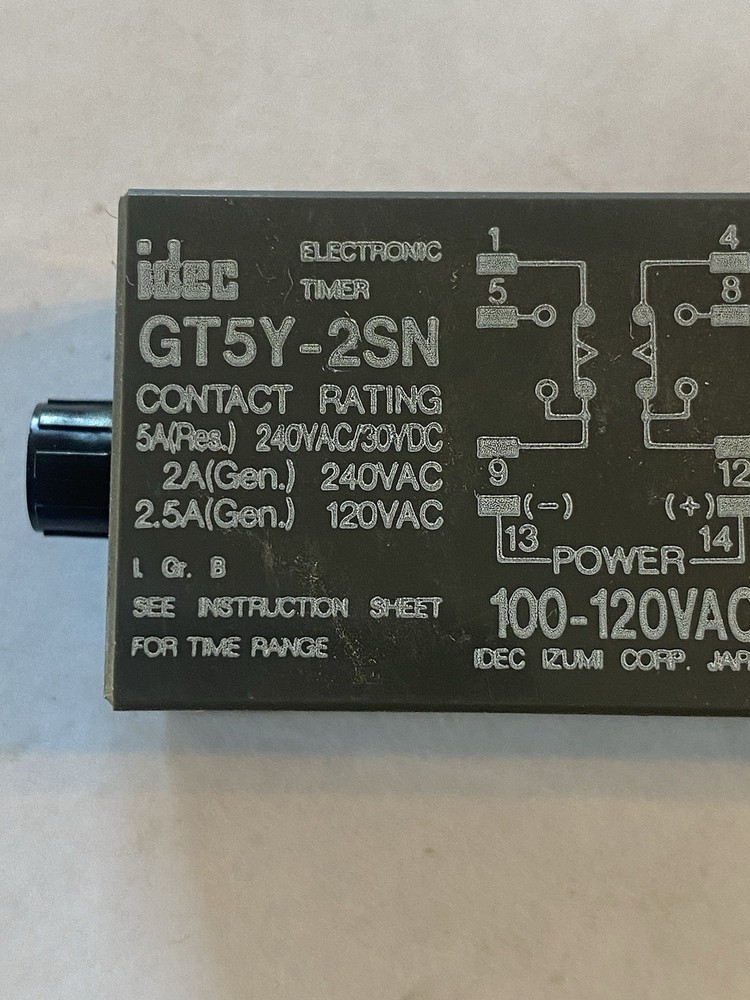 idec
ELECTRONIC
TIMER
GT5Y-2SN
CONTACT RATING
5A(Res.) 240VAC/30VDC
2A(Gen.) 240VAC
2.5A(Gen.) 120VAC
I. Gr. B
SEE INSTRUCTION SHEET
FOR TIME RANGE
1 4
5 8
9 12
(-) (+)
13 14
POWER
100-120VAC
IDEC IZUMI CORP. JAP